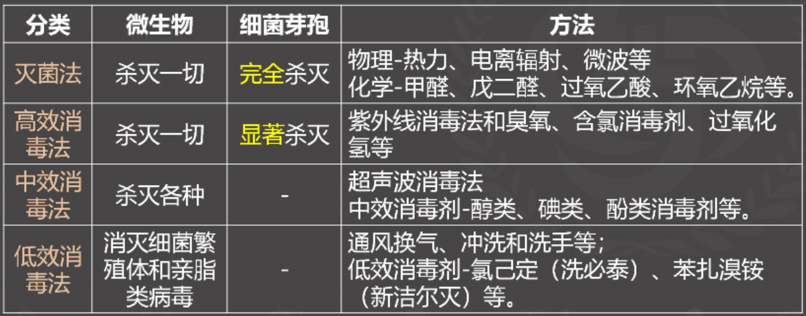 分类 微生物 细菌芽孢 方法
灭菌法 杀灭一切 完全杀灭 物理-热力、电离辐射、微波等
化学-甲醛、戊二醛、过氧乙酸、环氧乙烷等。
高效消
毒法 杀灭一切 显著杀灭 紫外线消毒法和臭氧、含氯消毒剂、过氧化
氢等
中效消
毒法 杀灭各种 - 超声波消毒法
中效消毒剂-醇类、碘类、酚类消毒剂等。
低效消
毒法 消灭细菌繁
殖体和亲脂
类病毒 - 通风换气、冲洗和洗手等；
低效消毒剂-氯己定（洗必泰）、苯扎溴铵
（新洁尔灭）等。